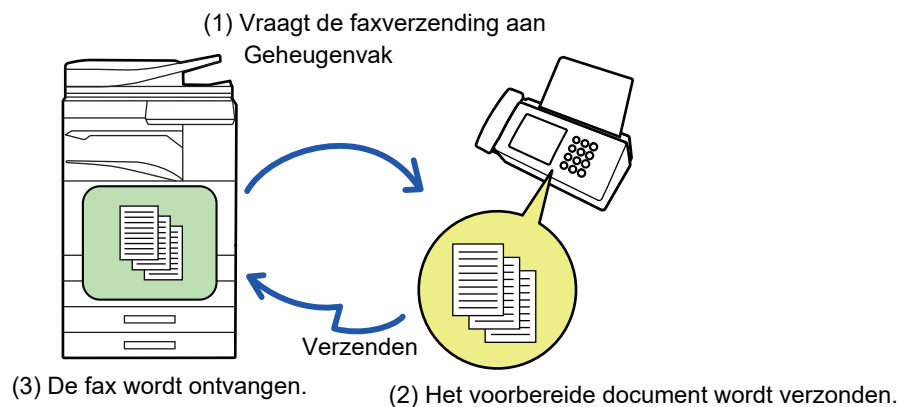 (1) Vraagt de faxverzending aan
Geheugenvak
Verzenden
(3) De fax wordt ontvangen.
(2) Het voorbereide document wordt verzonden.